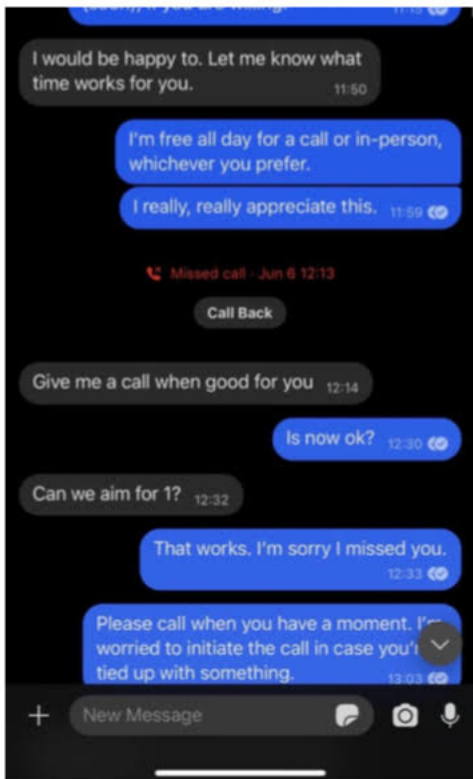 11:15
I would be happy to. Let me know what
time works for you. 11:50
I'm free all day for a call or in-person,
whichever you prefer.
I really, really appreciate this. 11:59
Missed call · Jun 6 12:13
Call Back
Give me a call when good for you 12:14
Is now ok? 12:30
Can we aim for 1? 12:32
That works. I'm sorry I missed you.
12:33
Please call when you have a moment.
worried to initiate the call in case
tied up with something. 13:03
New Message